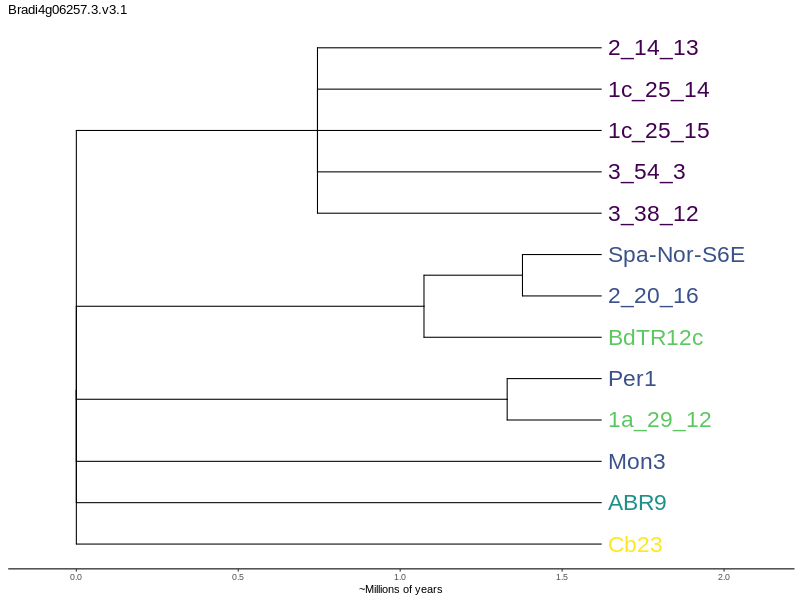 Bradi4g06257.3.v3.1
2_14_13
1c_25_14
1c_25_15
3_54_3
3_38_12
Spa-Nor-S6E
2_20_16
BdTR12c
Per1
1a_29_12
Mon3
ABR9
Cb23
0.0 0.5 1.0 1.5 2.0
~Millions of years